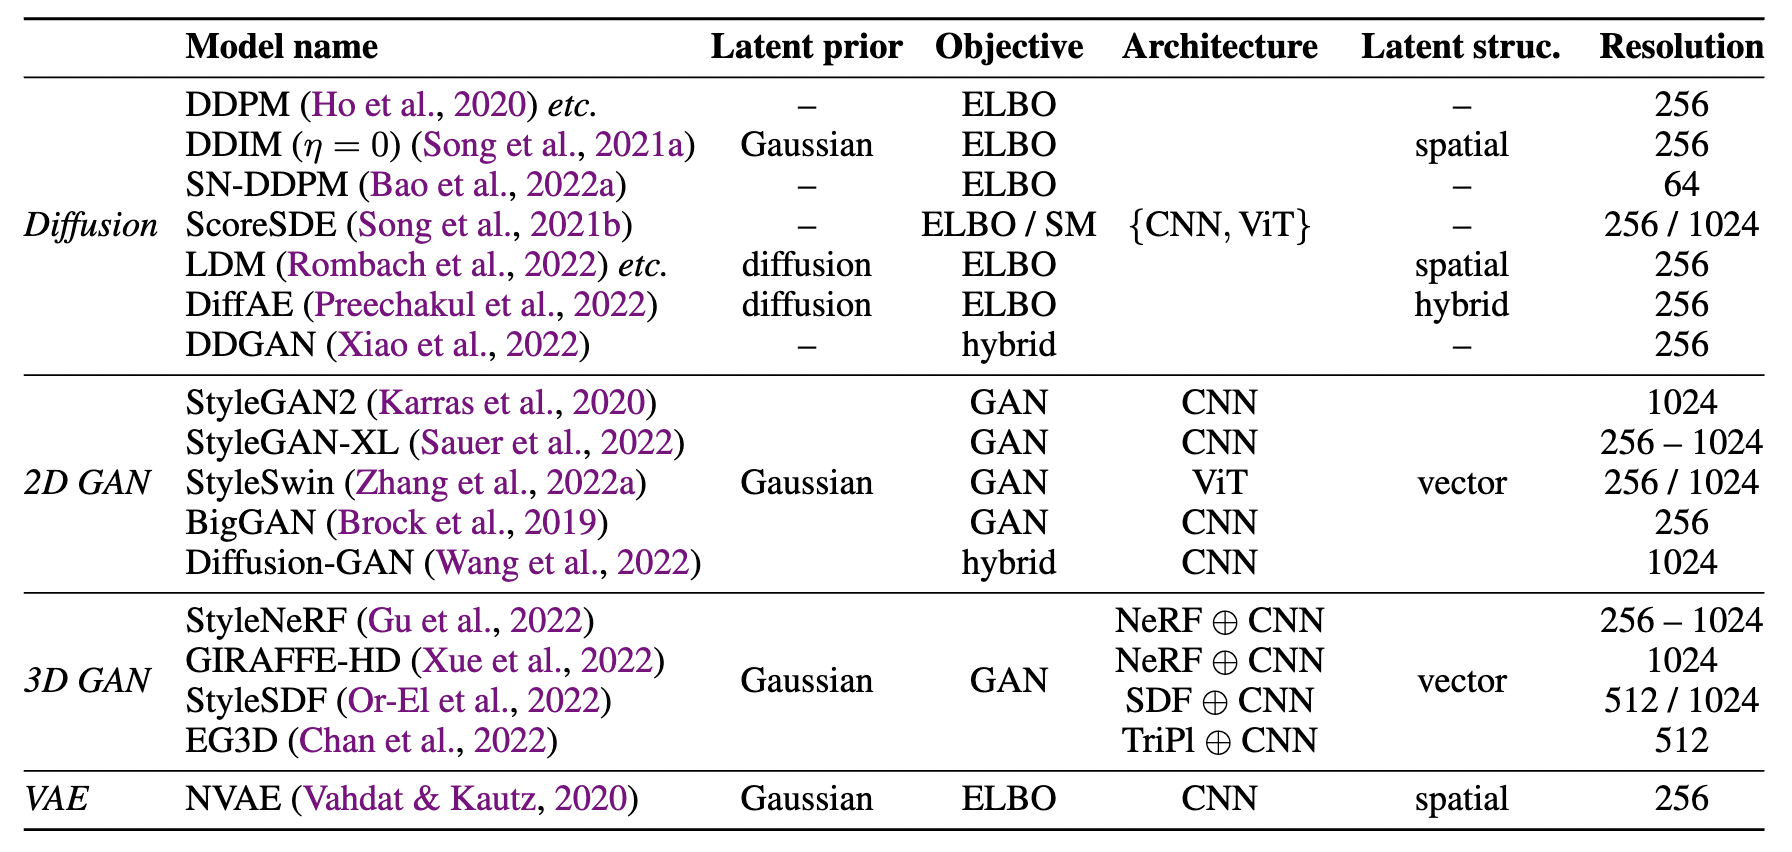 Model name Latent prior Objective Architecture Latent struc. Resolution
DDPM (Ho et al., 2020) etc. – ELBO – 256
DDIM (η = 0) (Song et al., 2021a) Gaussian ELBO spatial 256
SN-DDPM (Bao et al., 2022a) – ELBO – 64
Diffusion ScoreSDE (Song et al., 2021b) – ELBO / SM {CNN, ViT} – 256 / 1024
LDM (Rombach et al., 2022) etc. diffusion ELBO spatial 256
DiffAE (Preechakul et al., 2022) diffusion ELBO hybrid 256
DDGAN (Xiao et al., 2022) – hybrid – 256
StyleGAN2 (Karras et al., 2020) GAN CNN 1024
StyleGAN-XL (Sauer et al., 2022) GAN CNN 256 – 1024
2D GAN StyleSwin (Zhang et al., 2022a) Gaussian GAN ViT vector 256 / 1024
BigGAN (Brock et al., 2019) GAN CNN 256
Diffusion-GAN (Wang et al., 2022) hybrid CNN 1024
StyleNeRF (Gu et al., 2022) NeRF ⊕ CNN 256 – 1024
GIRAFFE-HD (Xue et al., 2022) NeRF ⊕ CNN 1024
3D GAN Gaussian GAN vector
StyleSDF (Or-El et al., 2022) SDF ⊕ CNN 512 / 1024
EG3D (Chan et al., 2022) TriPl ⊕ CNN 512
VAE NVAE (Vahdat & Kautz, 2020) Gaussian ELBO CNN spatial 256